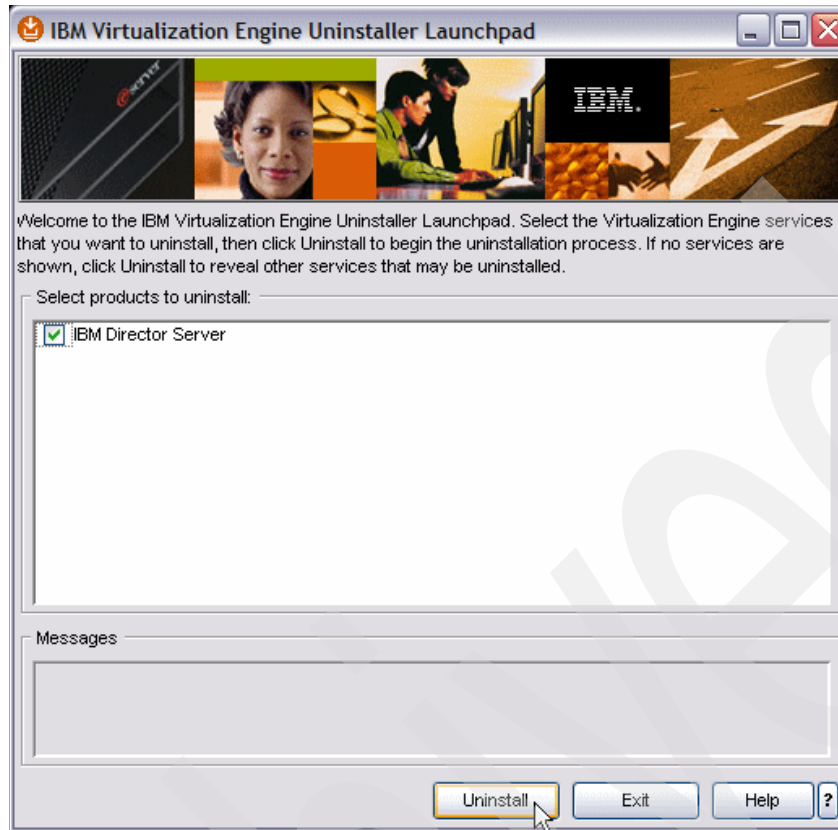 IBM Virtualization Engine Uninstaller Launchpad
@server
IBM.
Welcome to the IBM Virtualization Engine Uninstaller Launchpad. Select the Virtualization Engine services
that you want to uninstall, then click Uninstall to begin the uninstallation process. If no services are
shown, click Uninstall to reveal other services that may be uninstalled.
Select products to uninstall:
IBM Director Server
Messages
Uninstall
Exit
Help
?